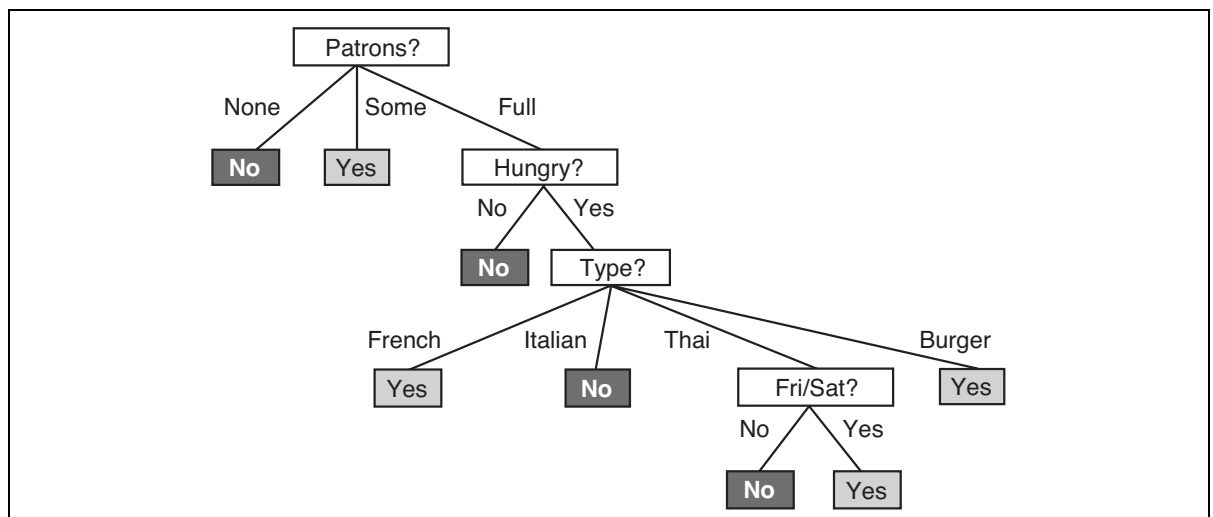 Patrons?
None Some Full
No Yes Hungry?
No Yes
No Type?
French Italian Thai Burger
Yes No Fri/Sat? Yes
No Yes
No Yes